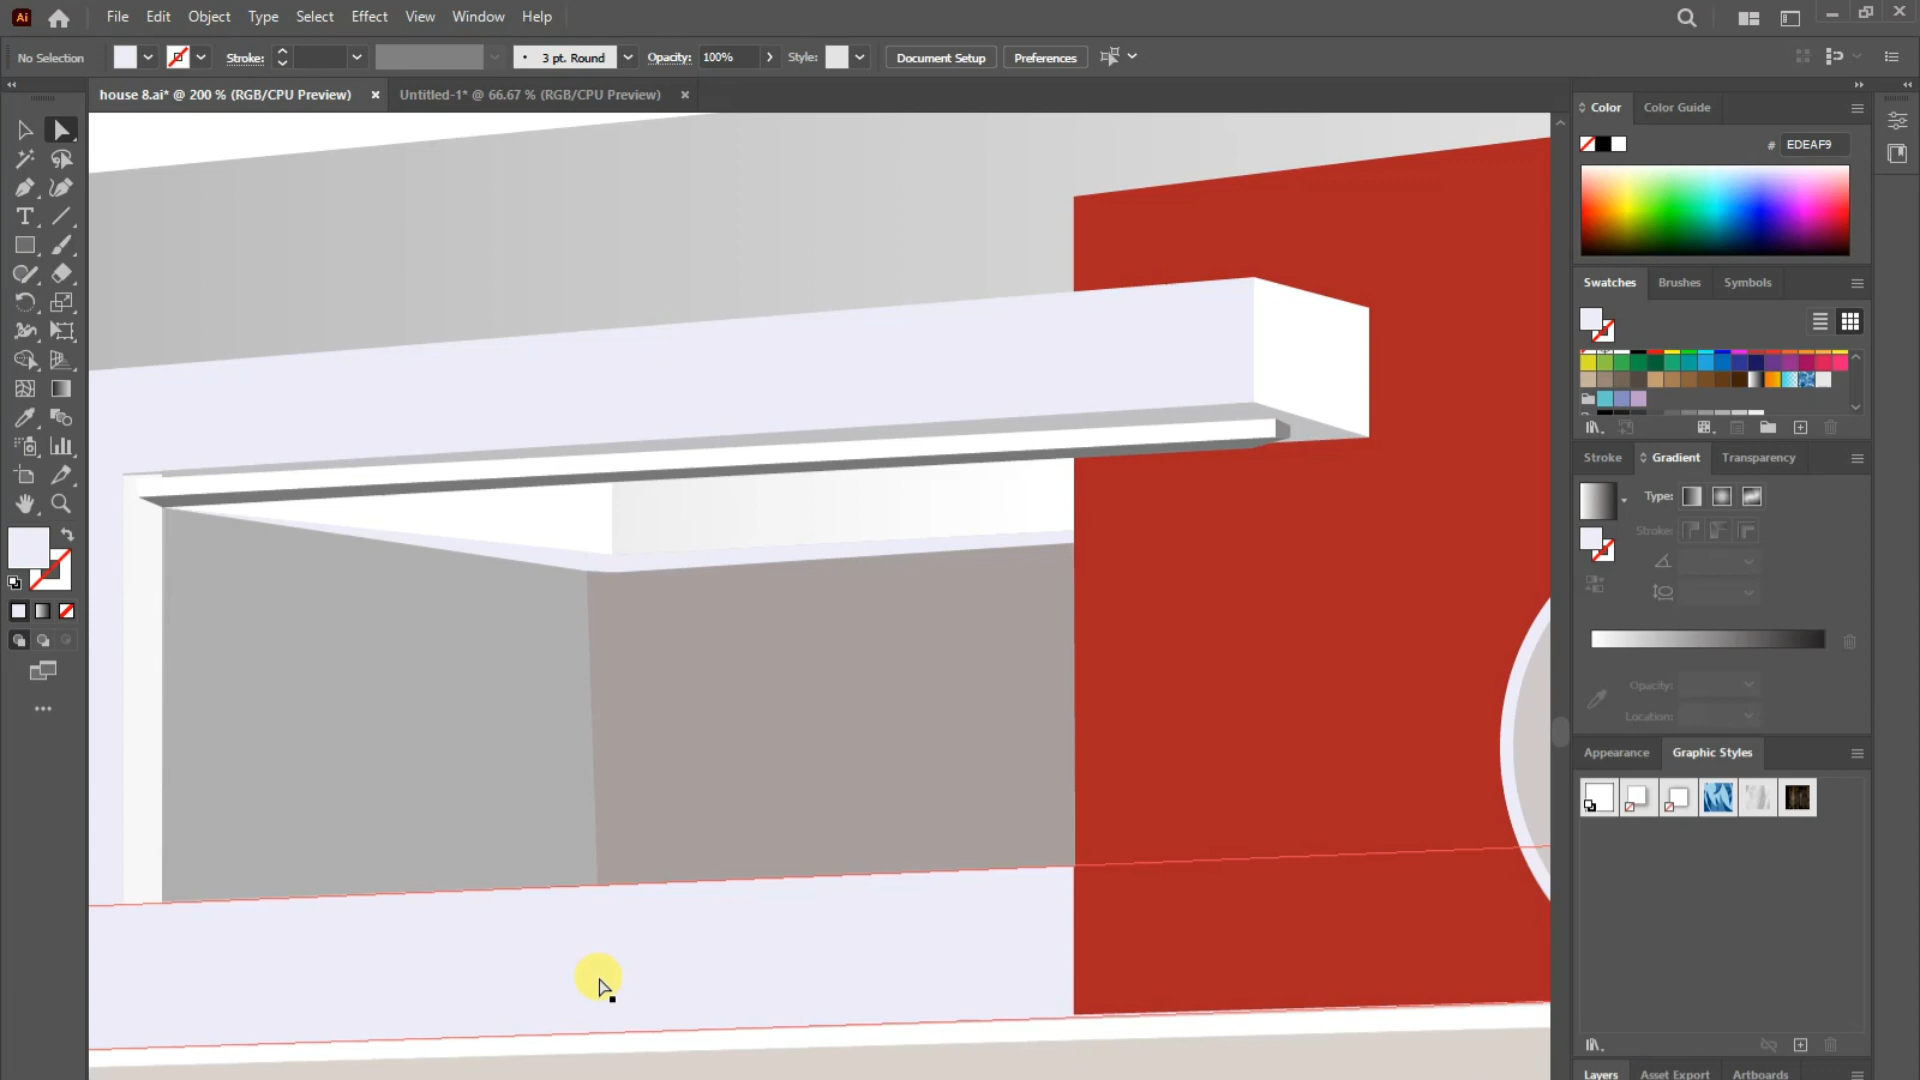 Ai File Edit Object Type Select Effect View Window Help
No Selection Stroke: 3 pt. Round Opacity: 100% Style: Document Setup Preferences
house 8.ai* @ 200 % (RGB/CPU Preview) × Untitled-1* @ 66.67 % (RGB/CPU Preview) ×
Color Color Guide
# EDEAF9
Swatches Brushes Symbols
Stroke Gradient Transparency
Type:
Stroke:
Opacity:
Location:
Appearance Graphic Styles
Layers Asset Export Artboards